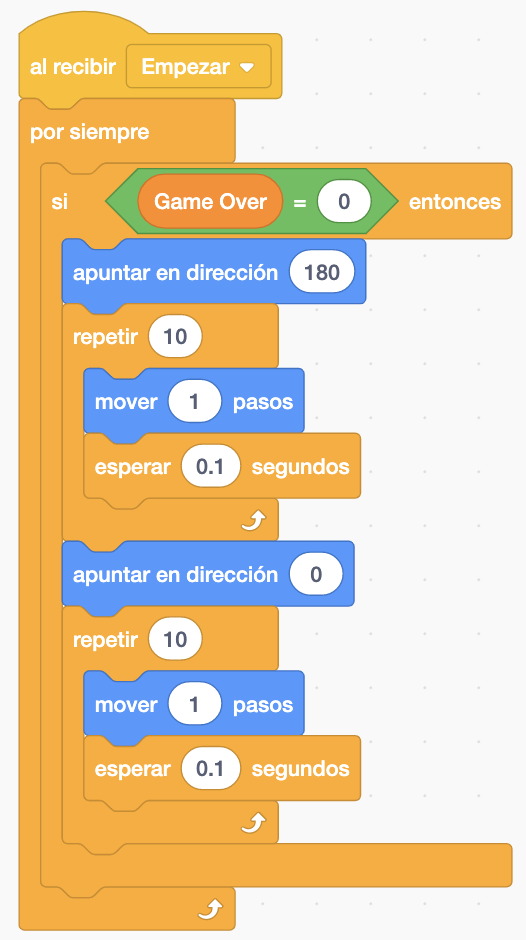 al recibir Empezar
por siempre
si Game Over = 0 entonces
apuntar en dirección 180
repetir 10
mover 1 pasos
esperar 0.1 segundos
apuntar en dirección 0
repetir 10
mover 1 pasos
esperar 0.1 segundos